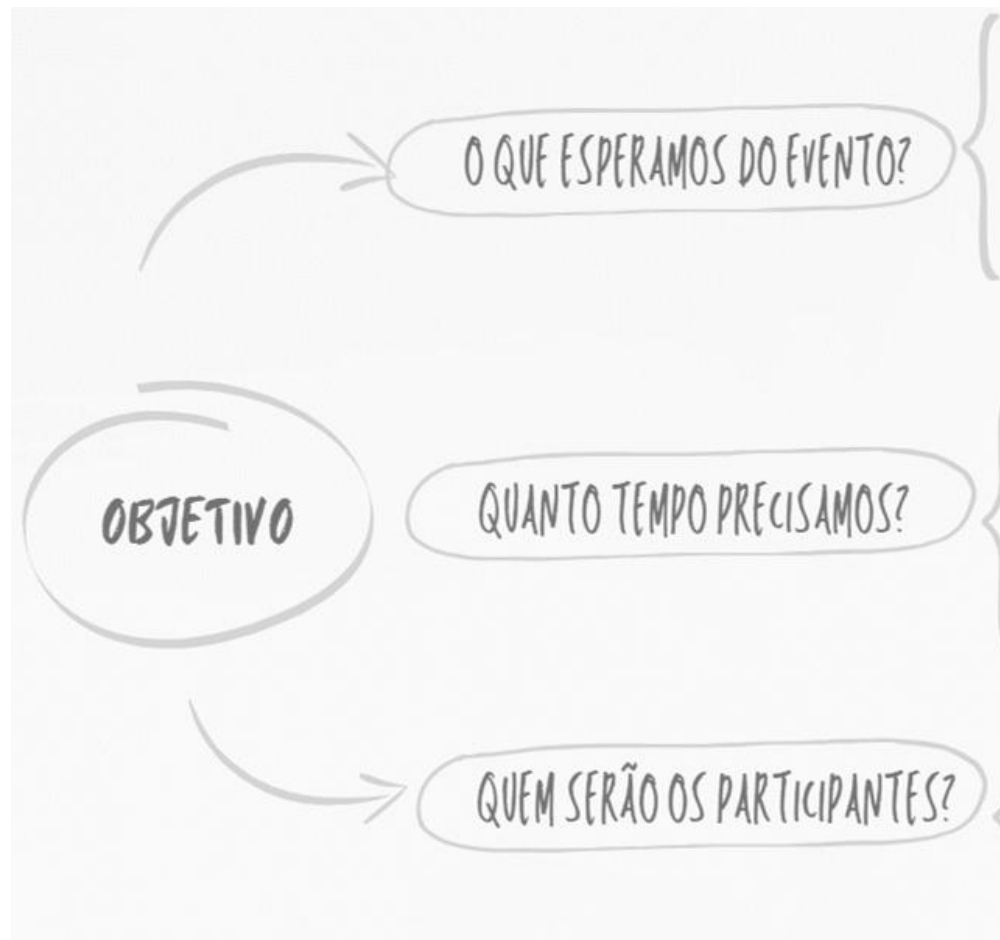 O QUE ESPERAMOS DO EVENTO?
OBJETIVO
QUANTO TEMPO PRECISAMOS?
QUEM SERÃO OS PARTICIPANTES?